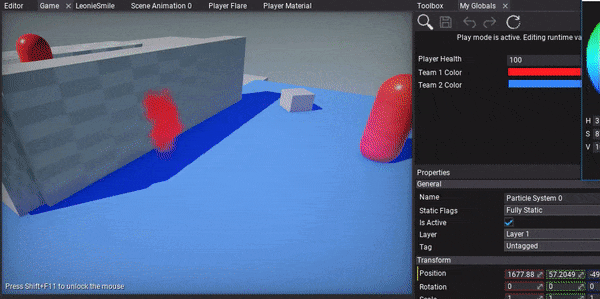 Editor Game LeonieSmile Scene Animation 0 Player Flare Player Material Toolbox My Globals
Play mode is active. Editing runtime va
Player Health 100
Team 1 Color
Team 2 Color
H 3
S 8
V 1
Properties
General
Name Particle System 0
Static Flags Fully Static
Is Active
Layer Layer 1
Tag Untagged
Transform
Position 1677.88 57.2049 -49
Rotation 0 0 0
Scale
Press Shift+F11 to unlock the mouse